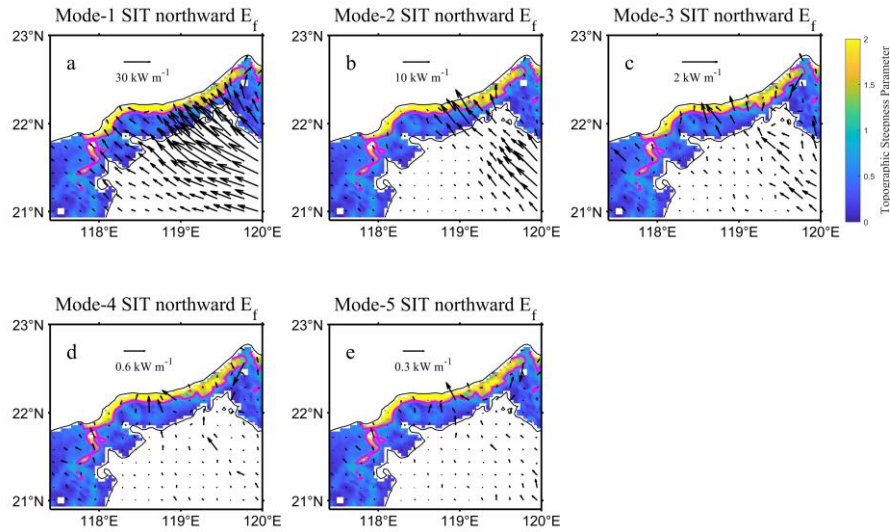 Mode-1 SIT northward E_f
Mode-2 SIT northward E_f
Mode-3 SIT northward E_f
23°N
22°N
21°N
a
30 kW m⁻¹
118°E
119°E
120°E
23°N
22°N
21°N
b
10 kW m⁻¹
118°E
119°E
120°E
23°N
22°N
21°N
c
2 kW m⁻¹
118°E
119°E
120°E
2
1.5
1
0.5
0
Topographic Steepness Parameter
Mode-4 SIT northward E_f
Mode-5 SIT northward E_f
23°N
22°N
21°N
d
0.6 kW m⁻¹
118°E
119°E
120°E
23°N
22°N
21°N
e
0.3 kW m⁻¹
118°E
119°E
120°E